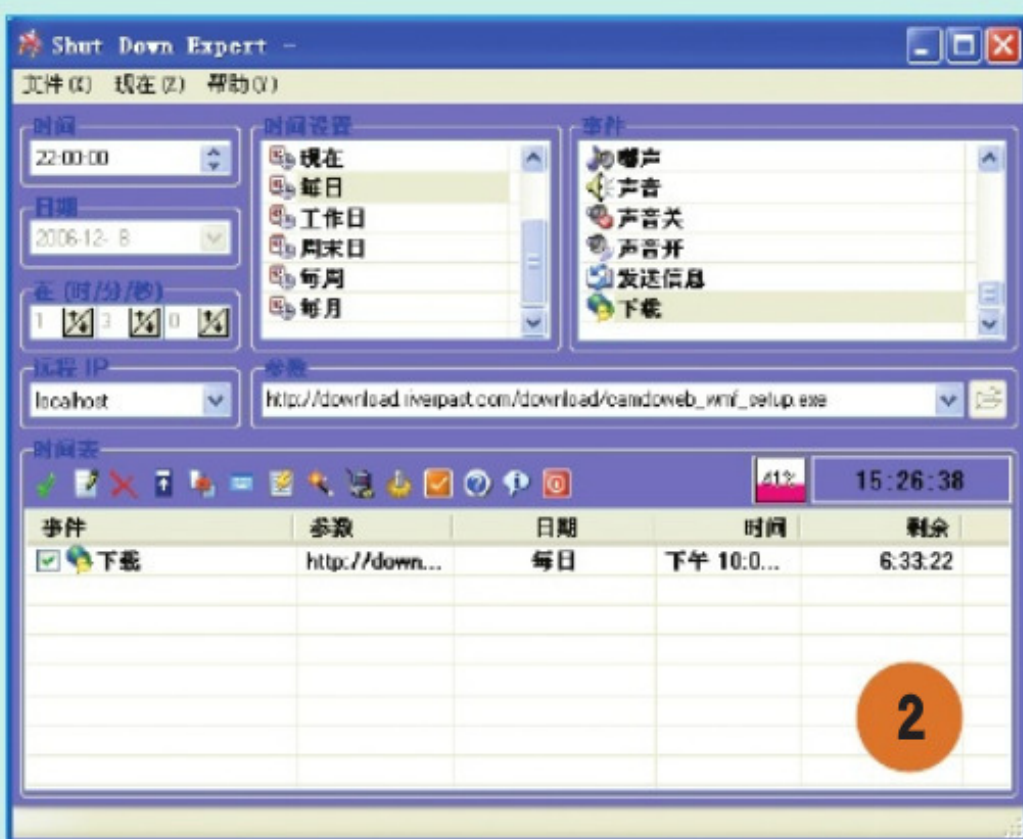 Shut Down Expert -
文件(X) 现在(Z) 帮助(Y)
时间
22:00:00
日期
2006-12- 8
在 (时/分/秒)
1 3 0
时间设置
现在
每日
工作日
周末日
每周
每月
事件
嘟声
声音
声音关
声音开
发送信息
下载
远程 IP
localhost
参数
http://download.riverpast.com/download/camdoweb_wmf_setup.exe
时间表
41% 15:26:38
事件 参数 日期 时间 剩余
下载 http://down... 每日 下午 10:0... 6:33:22
2